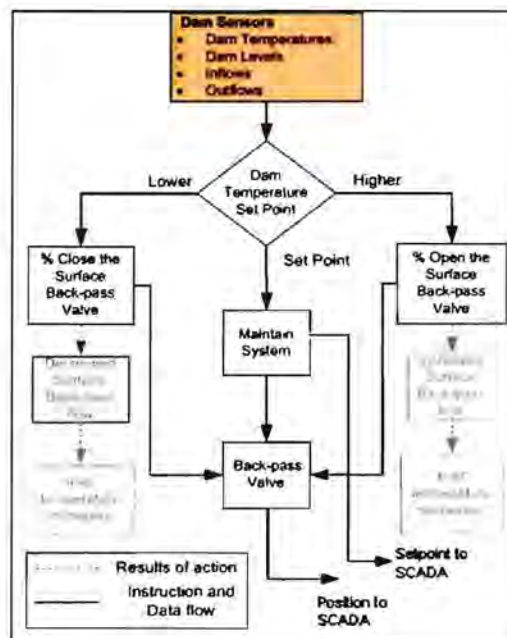 Dam Sensors
Dam Temperatures
Dam Levels
Inflows
Outflows
Lower
Dam
Temperature
Set Point
Higher
% Close the
Surface
Back-pass
Valve
Set Point
% Open the
Surface
Back-pass
Valve
Maintain
System
Surface
Surface
Back-pass
Valve
Results of action
Instruction and
Data flow
Setpoint to
SCADA
Position to
SCADA